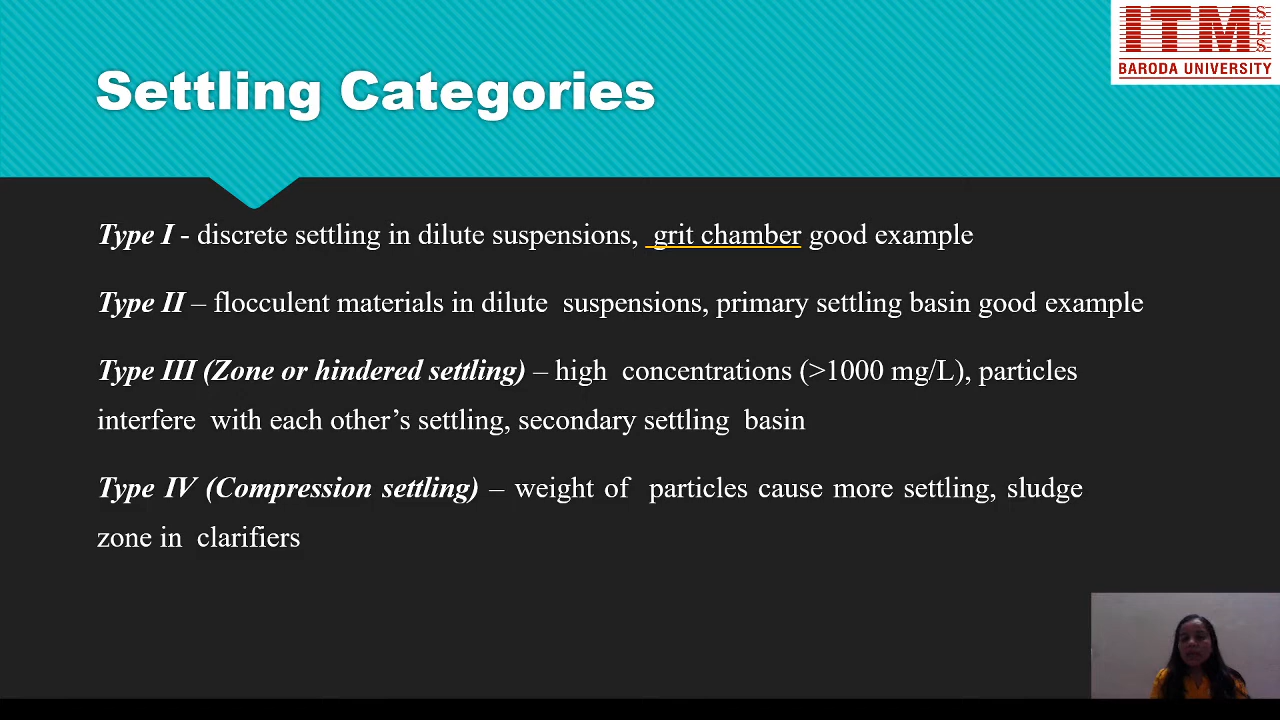 ITM SLS
BARODA UNIVERSITY
Settling Categories
Type I - discrete settling in dilute suspensions, grit chamber good example
Type II – flocculent materials in dilute suspensions, primary settling basin good example
Type III (Zone or hindered settling) – high concentrations (>1000 mg/L), particles
interfere with each other’s settling, secondary settling basin
Type IV (Compression settling) – weight of particles cause more settling, sludge
zone in clarifiers